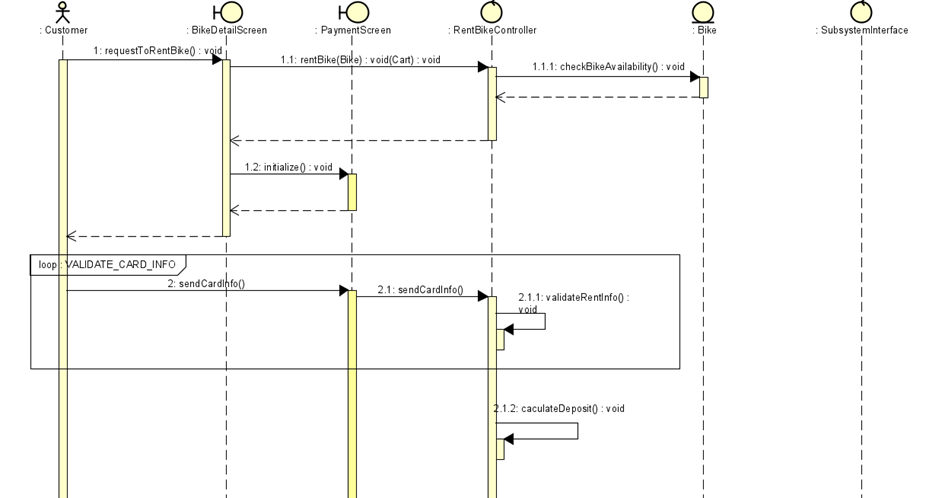 : Customer
: BikeDetailScreen
: PaymentScreen
: RentBikeController
: Bike
: SubsystemInterface
1: requestToRentBike() : void
1.1: rentBike(Bike) : void(Cart) : void
1.1.1: checkBikeAvailability() : void
1.2: initialize() : void
loop : VALIDATE_CARD_INFO
2: sendCardInfo()
2.1: sendCardInfo()
2.1.1: validateRentInfo() :
void
2.1.2: caculateDeposit() : void